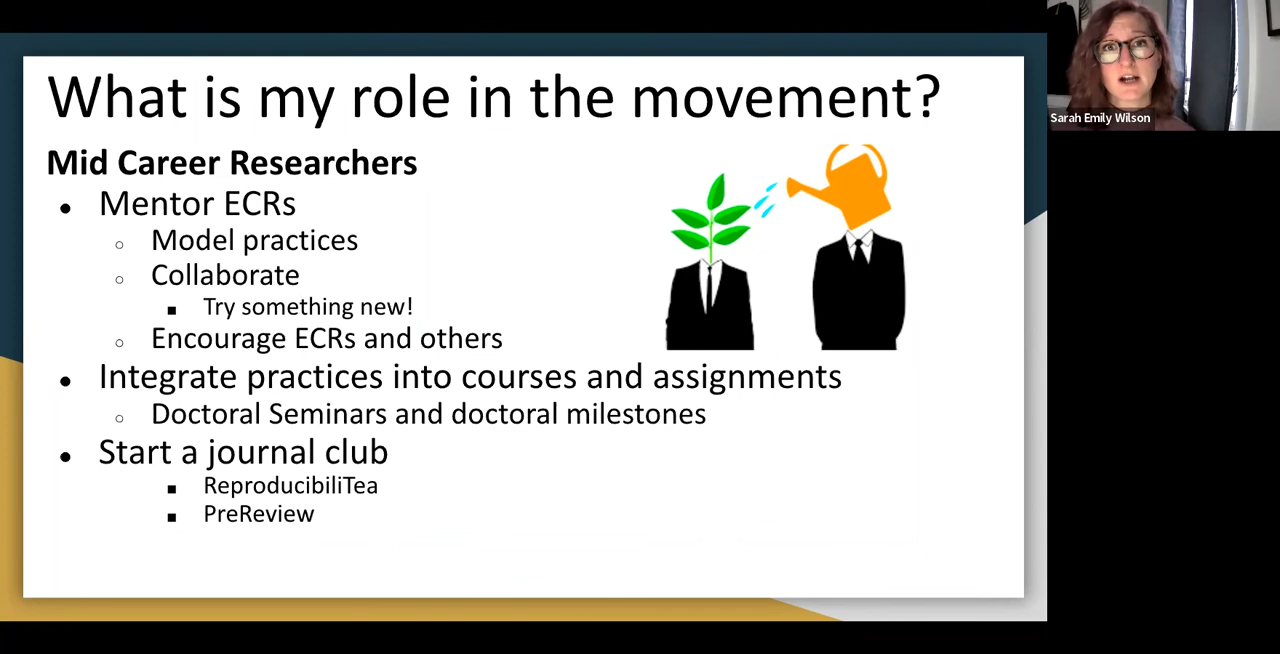 What is my role in the movement?
Mid Career Researchers
● Mentor ECRs
○ Model practices
○ Collaborate
■ Try something new!
○ Encourage ECRs and others
● Integrate practices into courses and assignments
○ Doctoral Seminars and doctoral milestones
● Start a journal club
■ ReproducibiliTea
■ PreReview
Sarah Emily Wilson